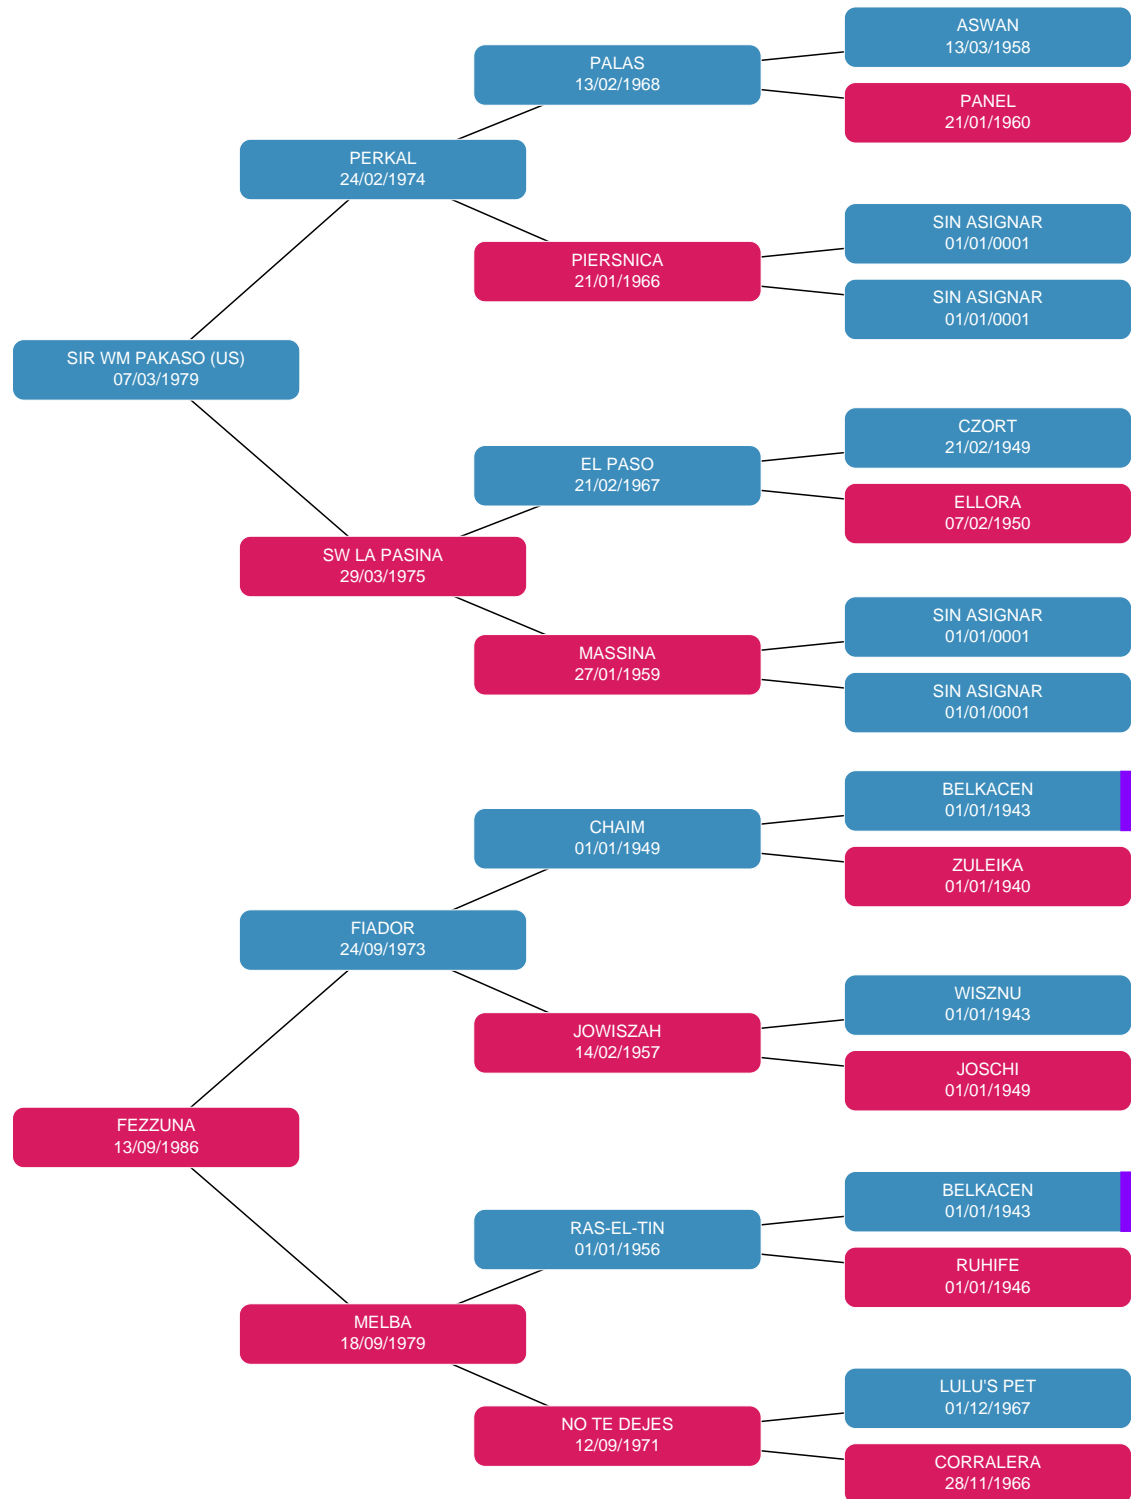 ASWAN
13/03/1958
PALAS
13/02/1968
PANEL
21/01/1960
PERKAL
24/02/1974
SIN ASIGNAR
01/01/0001
PIERSNICA
21/01/1966
SIN ASIGNAR
01/01/0001
SIR WM PAKASO (US)
07/03/1979
CZORT
21/02/1949
EL PASO
21/02/1967
ELLORA
07/02/1950
SW LA PASINA
29/03/1975
SIN ASIGNAR
01/01/0001
MASSINA
27/01/1959
SIN ASIGNAR
01/01/0001
BELKACEN
01/01/1943
CHAIM
01/01/1949
ZULEIKA
01/01/1940
FIADOR
24/09/1973
WISZNU
01/01/1943
JOWISZAH
14/02/1957
JOSCHI
01/01/1949
FEZZUNA
13/09/1986
BELKACEN
01/01/1943
RAS-EL-TIN
01/01/1956
RUHIFE
01/01/1946
MELBA
18/09/1979
LULU'S PET
01/12/1967
NO TE DEJES
12/09/1971
CORRALERA
28/11/1966